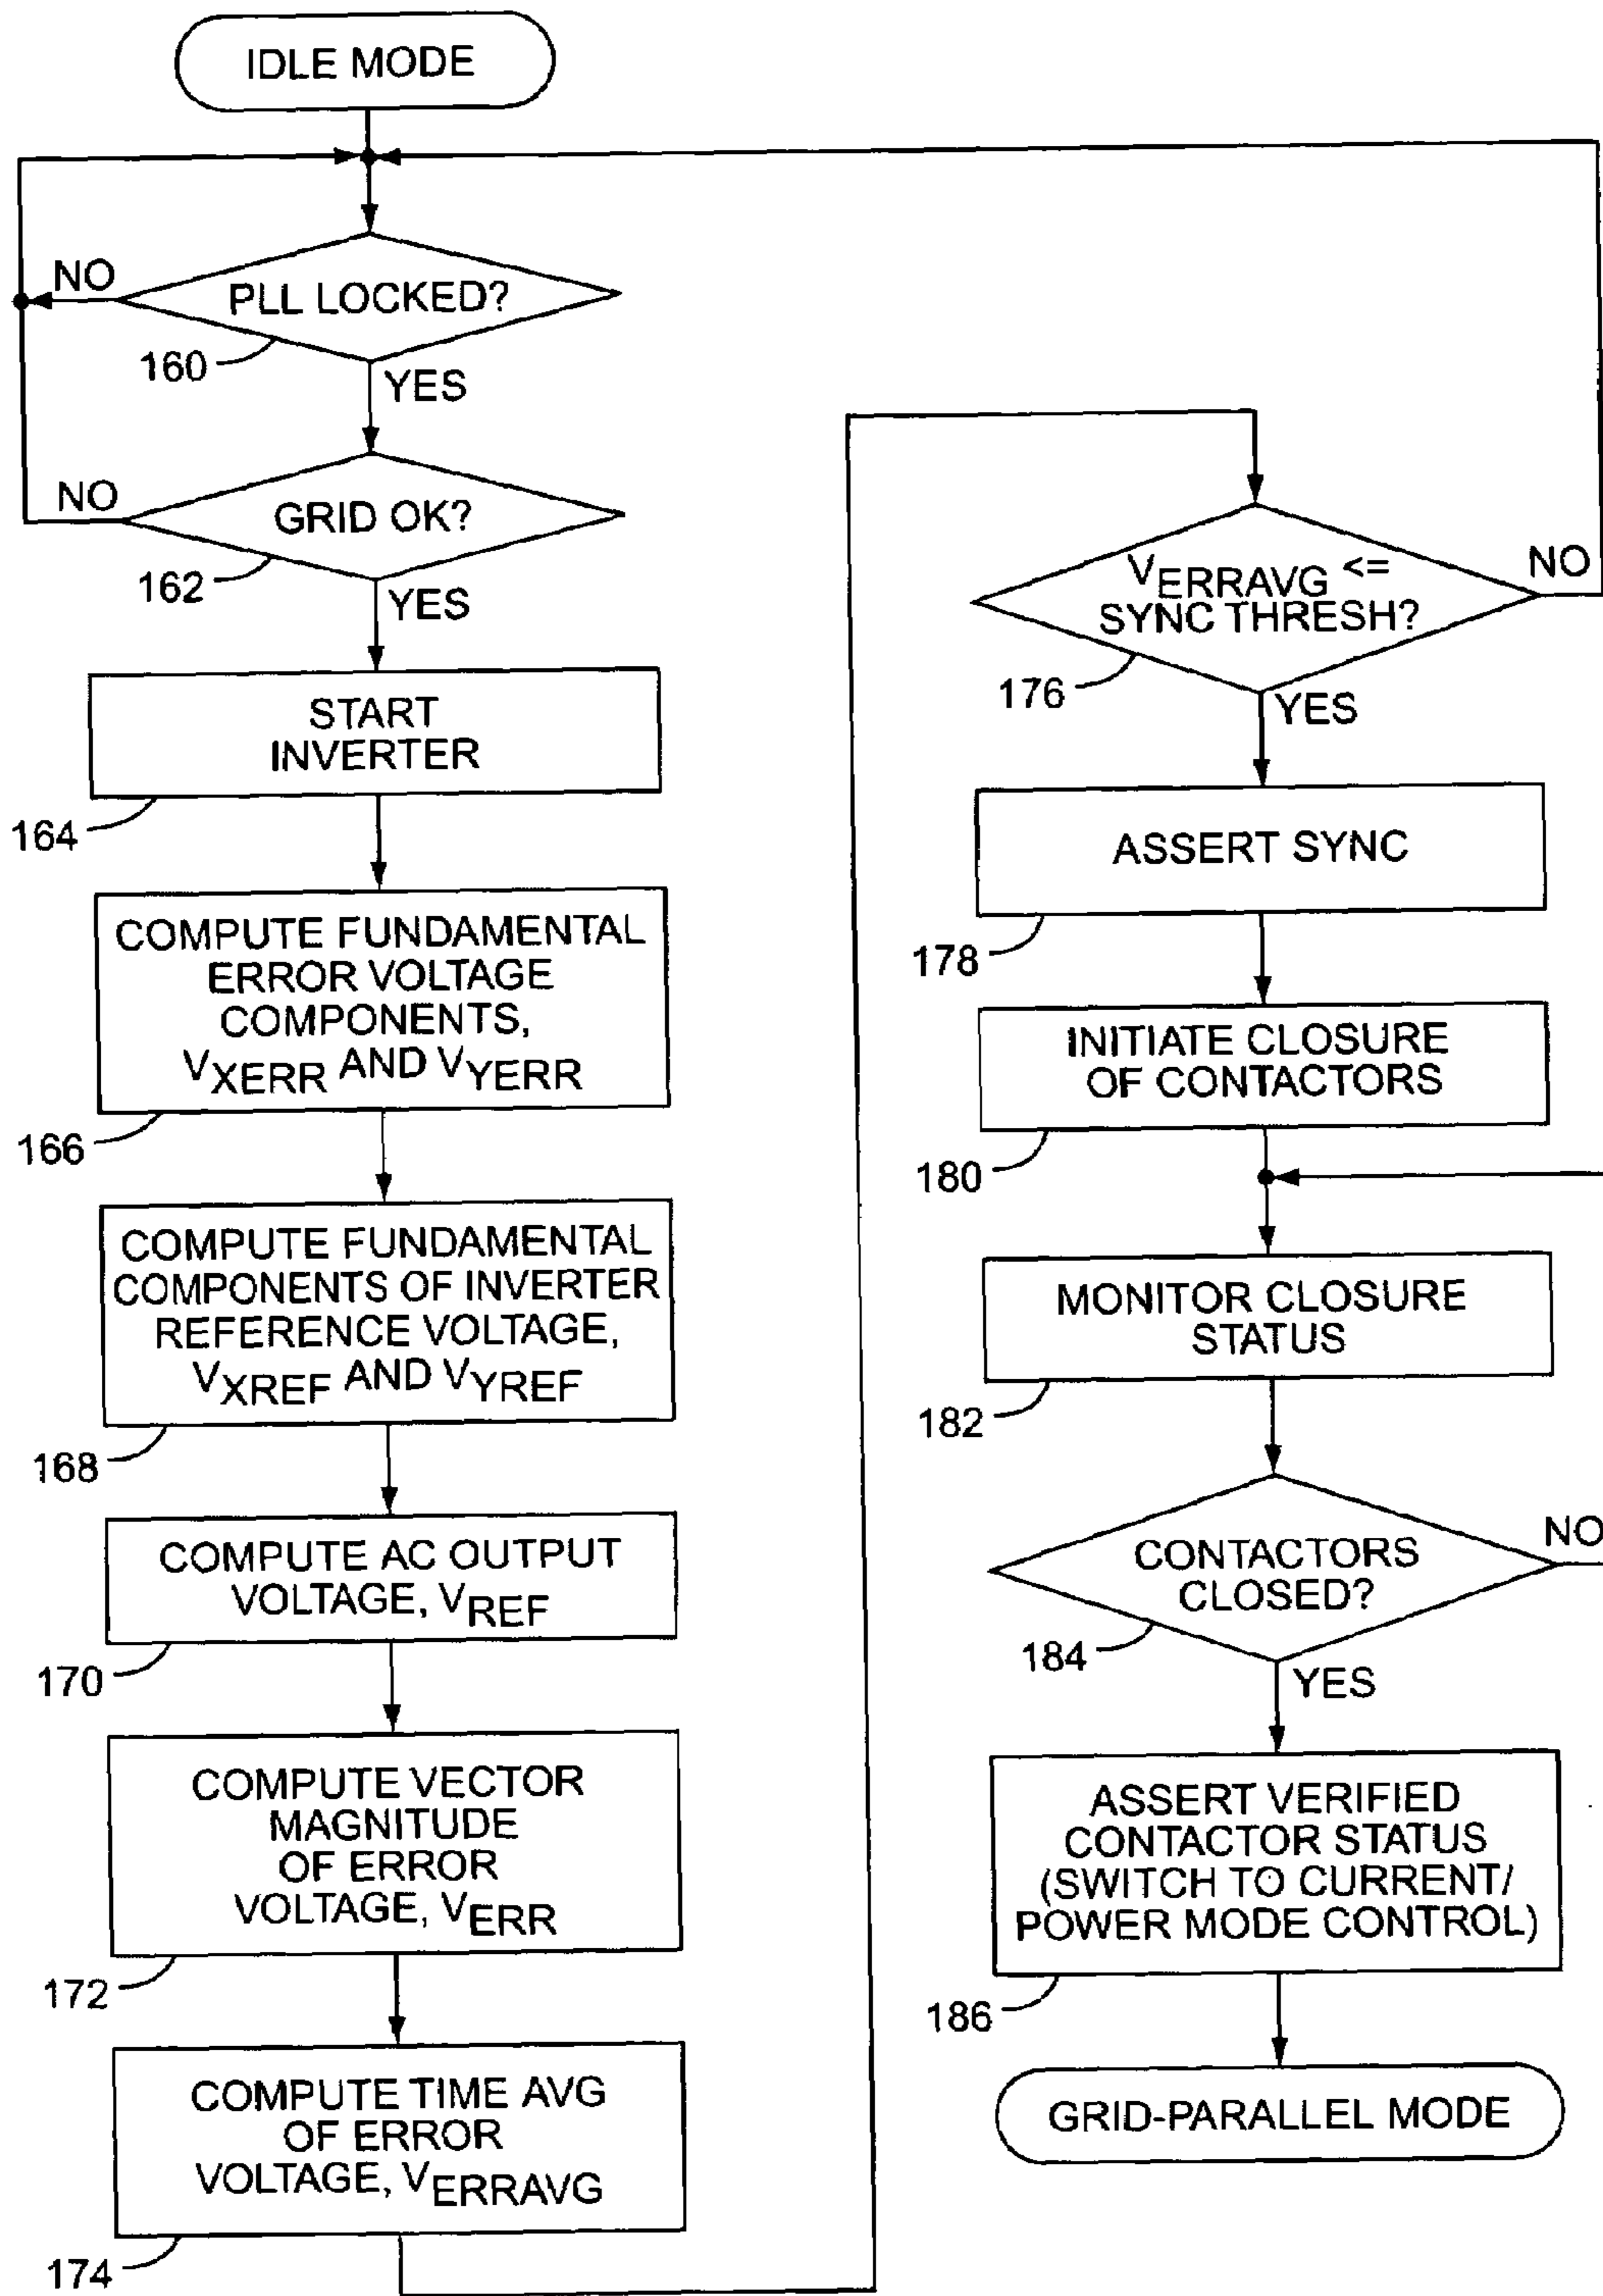 IDLE MODE
NO
PLL LOCKED?
160
YES
NO
GRID OK?
162
YES
START
INVERTER
164
COMPUTE FUNDAMENTAL
ERROR VOLTAGE
COMPONENTS,
VXERR AND VYERR
166
COMPUTE FUNDAMENTAL
COMPONENTS OF INVERTER
REFERENCE VOLTAGE,
VXREF AND VYREF
168
COMPUTE AC OUTPUT
VOLTAGE, VREF
170
COMPUTE VECTOR
MAGNITUDE
OF ERROR
VOLTAGE, VERR
172
COMPUTE TIME AVG
OF ERROR
VOLTAGE, VERRAVG
174
VERRAVG <=
SYNC THRESH?
NO
176
YES
ASSERT SYNC
178
INITIATE CLOSURE
OF CONTACTORS
180
MONITOR CLOSURE
STATUS
182
CONTACTORS
CLOSED?
NO
184
YES
ASSERT VERIFIED
CONTACTOR STATUS
(SWITCH TO CURRENT/
POWER MODE CONTROL)
186
GRID-PARALLEL MODE